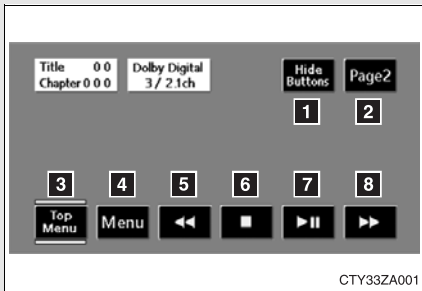 Title 0 0
Chapter 0 0 0
Dolby Digital
3 / 2.1ch
Hide
Buttons
Page2
1
2
3
4
5
6
7
8
Top
Menu
Menu
CTY33ZA001